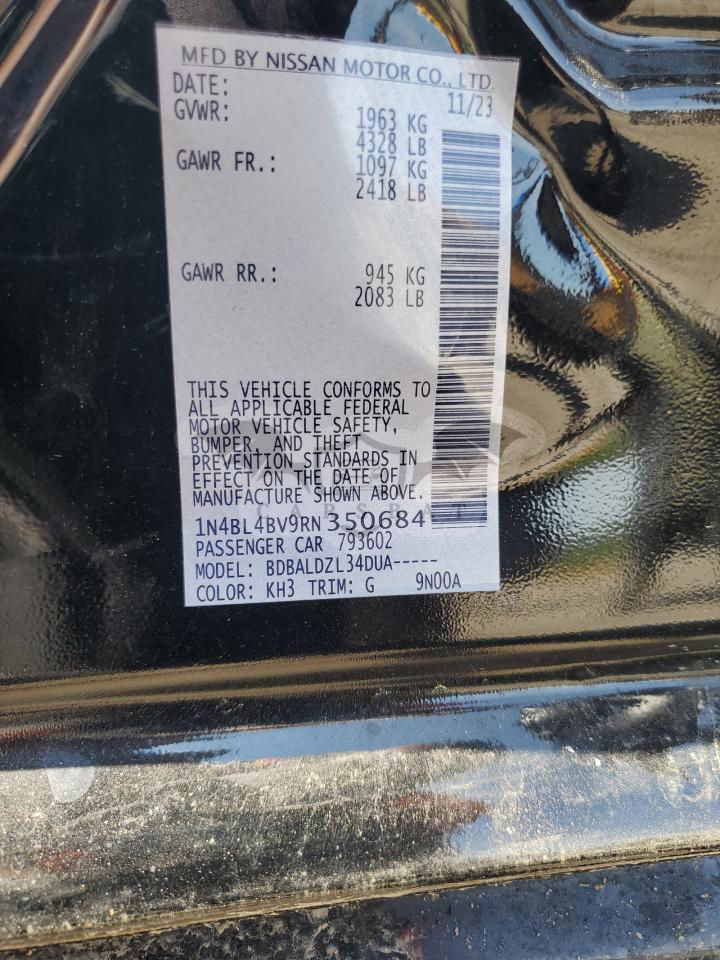 MFD BY NISSAN MOTOR CO., LTD.
DATE: 11/23
GVWR: 1963 KG
4328 LB
GAWR FR.: 1097 KG
2418 LB
GAWR RR.: 945 KG
2083 LB
THIS VEHICLE CONFORMS TO
ALL APPLICABLE FEDERAL
MOTOR VEHICLE SAFETY,
BUMPER, AND THEFT
PREVENTION STANDARDS IN
EFFECT ON THE DATE OF
MANUFACTURE SHOWN ABOVE.
CARSBAT
1N4BL4BV9RN350684
PASSENGER CAR 793602
MODEL: BDBALDZL34DUA-----
COLOR: KH3 TRIM: G 9N00A